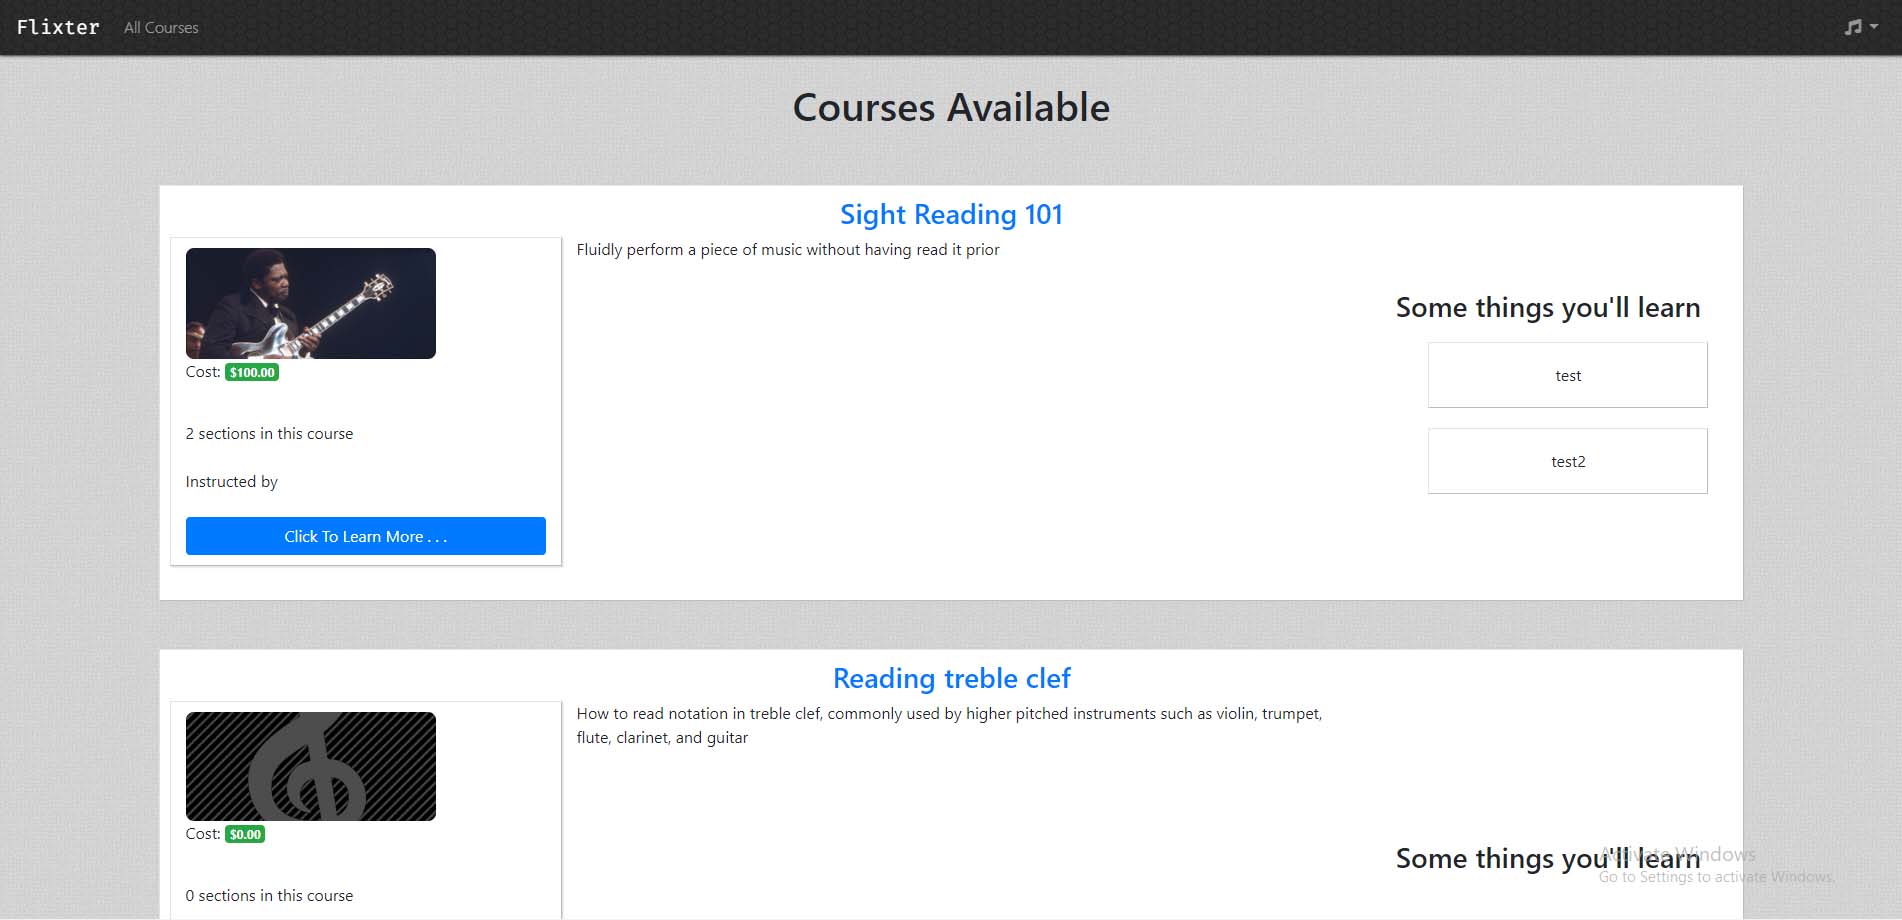 Flixter
All Courses
Courses Available
Sight Reading 101
Fluidly perform a piece of music without having read it prior
Cost: $100.00
2 sections in this course
Instructed by
Click To Learn More . . .
Some things you'll learn
test
test2
Reading treble clef
How to read notation in treble clef, commonly used by higher pitched instruments such as violin, trumpet,
flute, clarinet, and guitar
Cost: $0.00
0 sections in this course
Some things you'll learn
Activate Windows
Go to Settings to activate Windows.